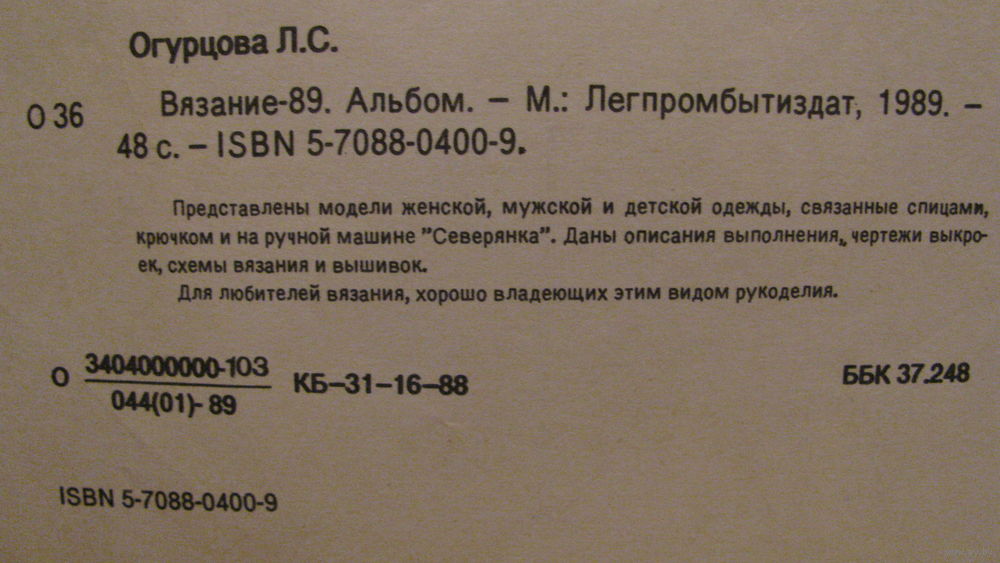 Огурцова Л.С.
О 36 Вязание-89. Альбом. – М.: Легпромбытиздат, 1989. –
48 с. – ISBN 5-7088-0400-9.
Представлены модели женской, мужской и детской одежды, связанные спицами,
крючком и на ручной машине "Северянка". Даны описания выполнения, чертежи выкро-
ек, схемы вязания и вышивок.
Для любителей вязания, хорошо владеющих этим видом рукоделия.
О 3404000000-103
044(01)-89 КБ–31–16–88 ББК 37.248
ISBN 5-7088-0400-9